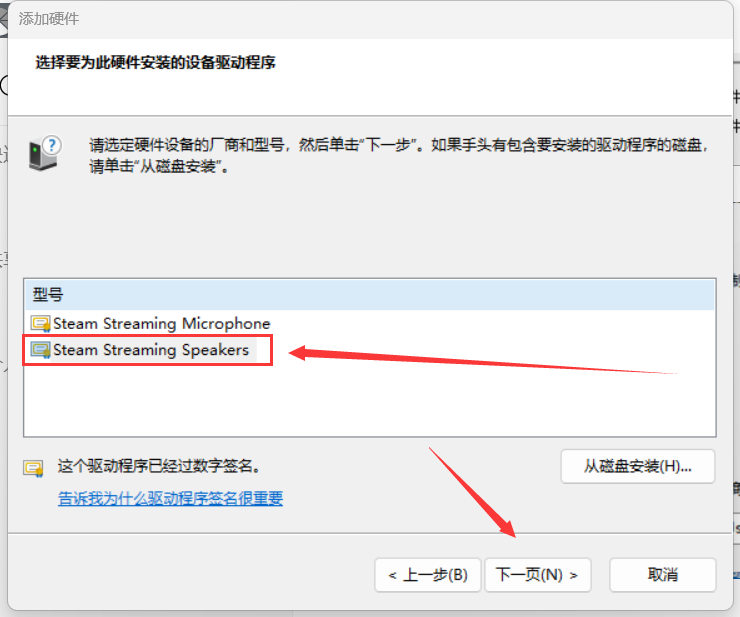 添加硬件
选择要为此硬件安装的设备驱动程序
请选定硬件设备的厂商和型号，然后单击“下一步”。如果手头有包含要安装的驱动程序的磁盘，
请单击“从磁盘安装”。
型号
Steam Streaming Microphone
Steam Streaming Speakers
这个驱动程序已经过数字签名。
从磁盘安装(H)...
告诉我为什么驱动程序签名很重要
< 上一步(B)
下一页(N) >
取消